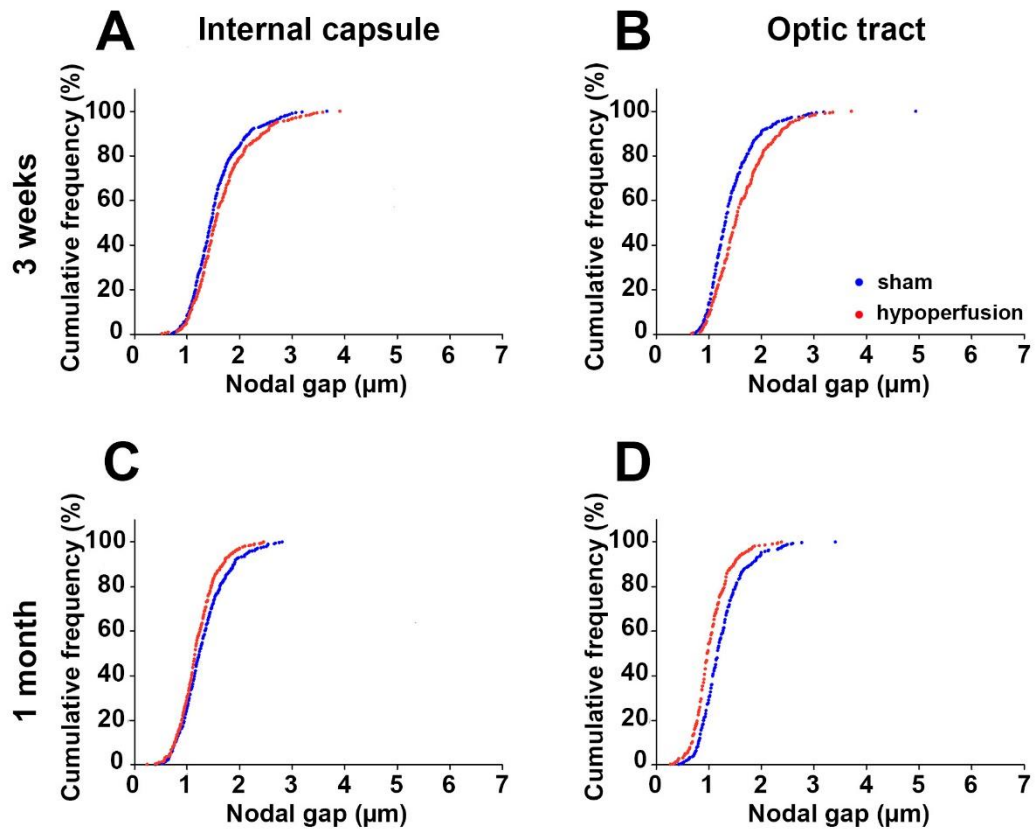 A Internal capsule
B Optic tract
3 weeks
Cumulative frequency (%)
100
80
60
40
20
0
0 1 2 3 4 5 6 7
Nodal gap (µm)
Cumulative frequency (%)
100
80
60
40
20
0
0 1 2 3 4 5 6 7
Nodal gap (µm)
sham
hypoperfusion
1 month
C
Cumulative frequency (%)
100
80
60
40
20
0
0 1 2 3 4 5 6 7
Nodal gap (µm)
D
Cumulative frequency (%)
100
80
60
40
20
0
0 1 2 3 4 5 6 7
Nodal gap (µm)